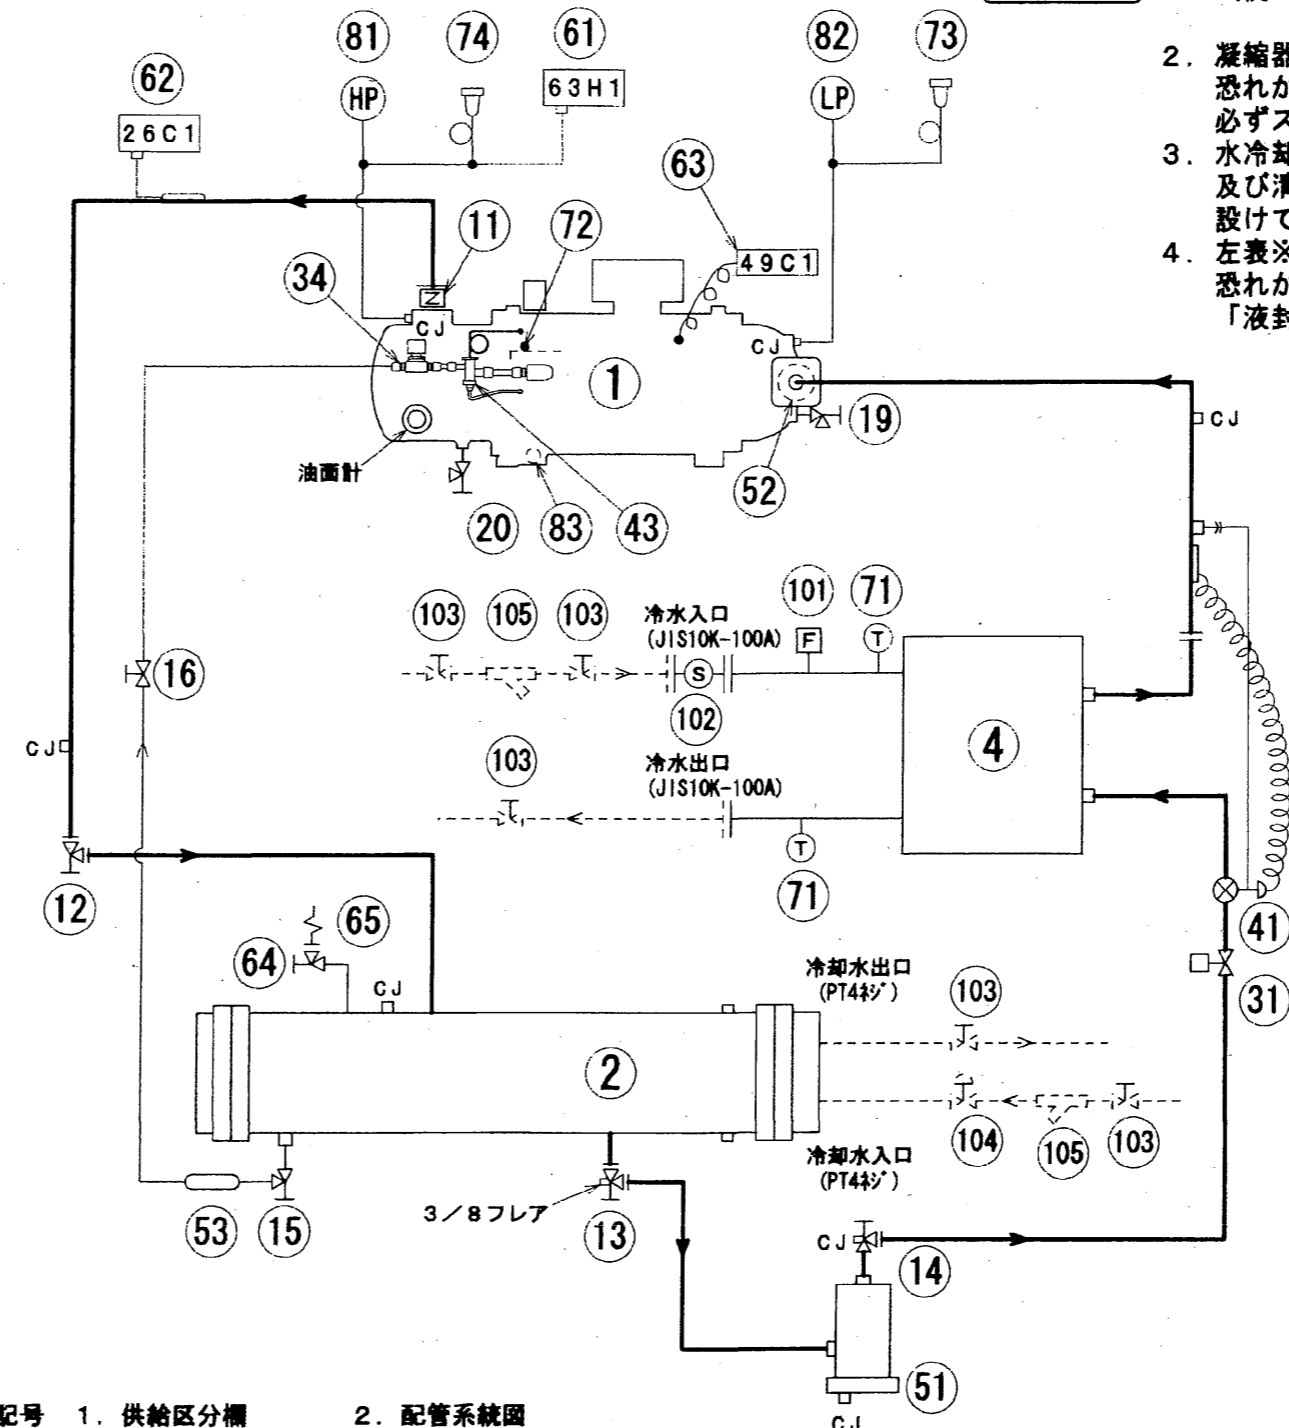 81
74
61
82
73
62
HP
63H1
LP
26C1
2. 凝縮器
恐れが
必ずス
3. 水冷却
及び清
設けて
4. 左表※
恐れが
「液封
63
11
72
49C1
34
Z
CJ
CJ
1
19
CJ
油面計
52
20
83
43
103
105
103
冷水入口
(JIS10K-100A)
101
71
F
T
16
S
102
4
CJ
103
冷水出口
(JIS10K-100A)
T
71
12
65
64
CJ
41
31
冷却水出口
(PT4ネジ)
103
2
104
105
103
冷却水入口
(PT4ネジ)
53
15
3/8フレア
13
CJ
14
51
CJ
記号 1. 供給区分欄 2. 配管系統図